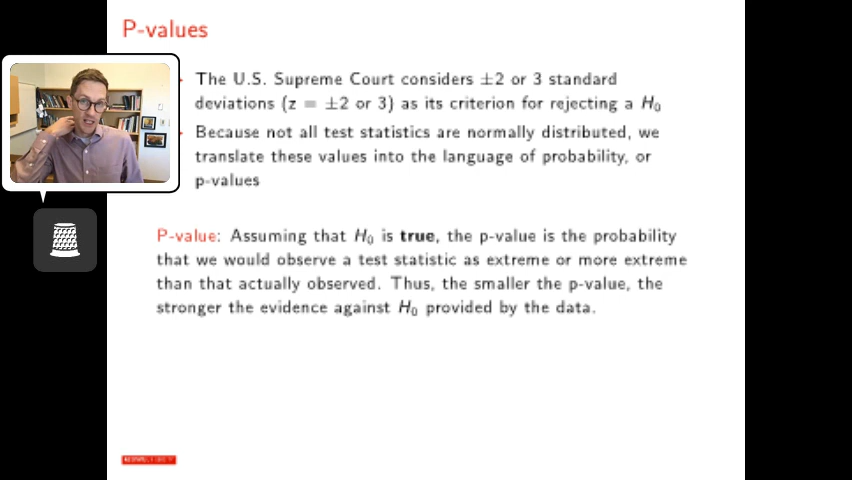 P-values
The U.S. Supreme Court considers ±2 or 3 standard
deviations (z = ±2 or 3) as its criterion for rejecting a H₀
Because not all test statistics are normally distributed, we
translate these values into the language of probability, or
p-values
P-value: Assuming that H₀ is true, the p-value is the probability
that we would observe a test statistic as extreme or more extreme
than that actually observed. Thus, the smaller the p-value, the
stronger the evidence against H₀ provided by the data.